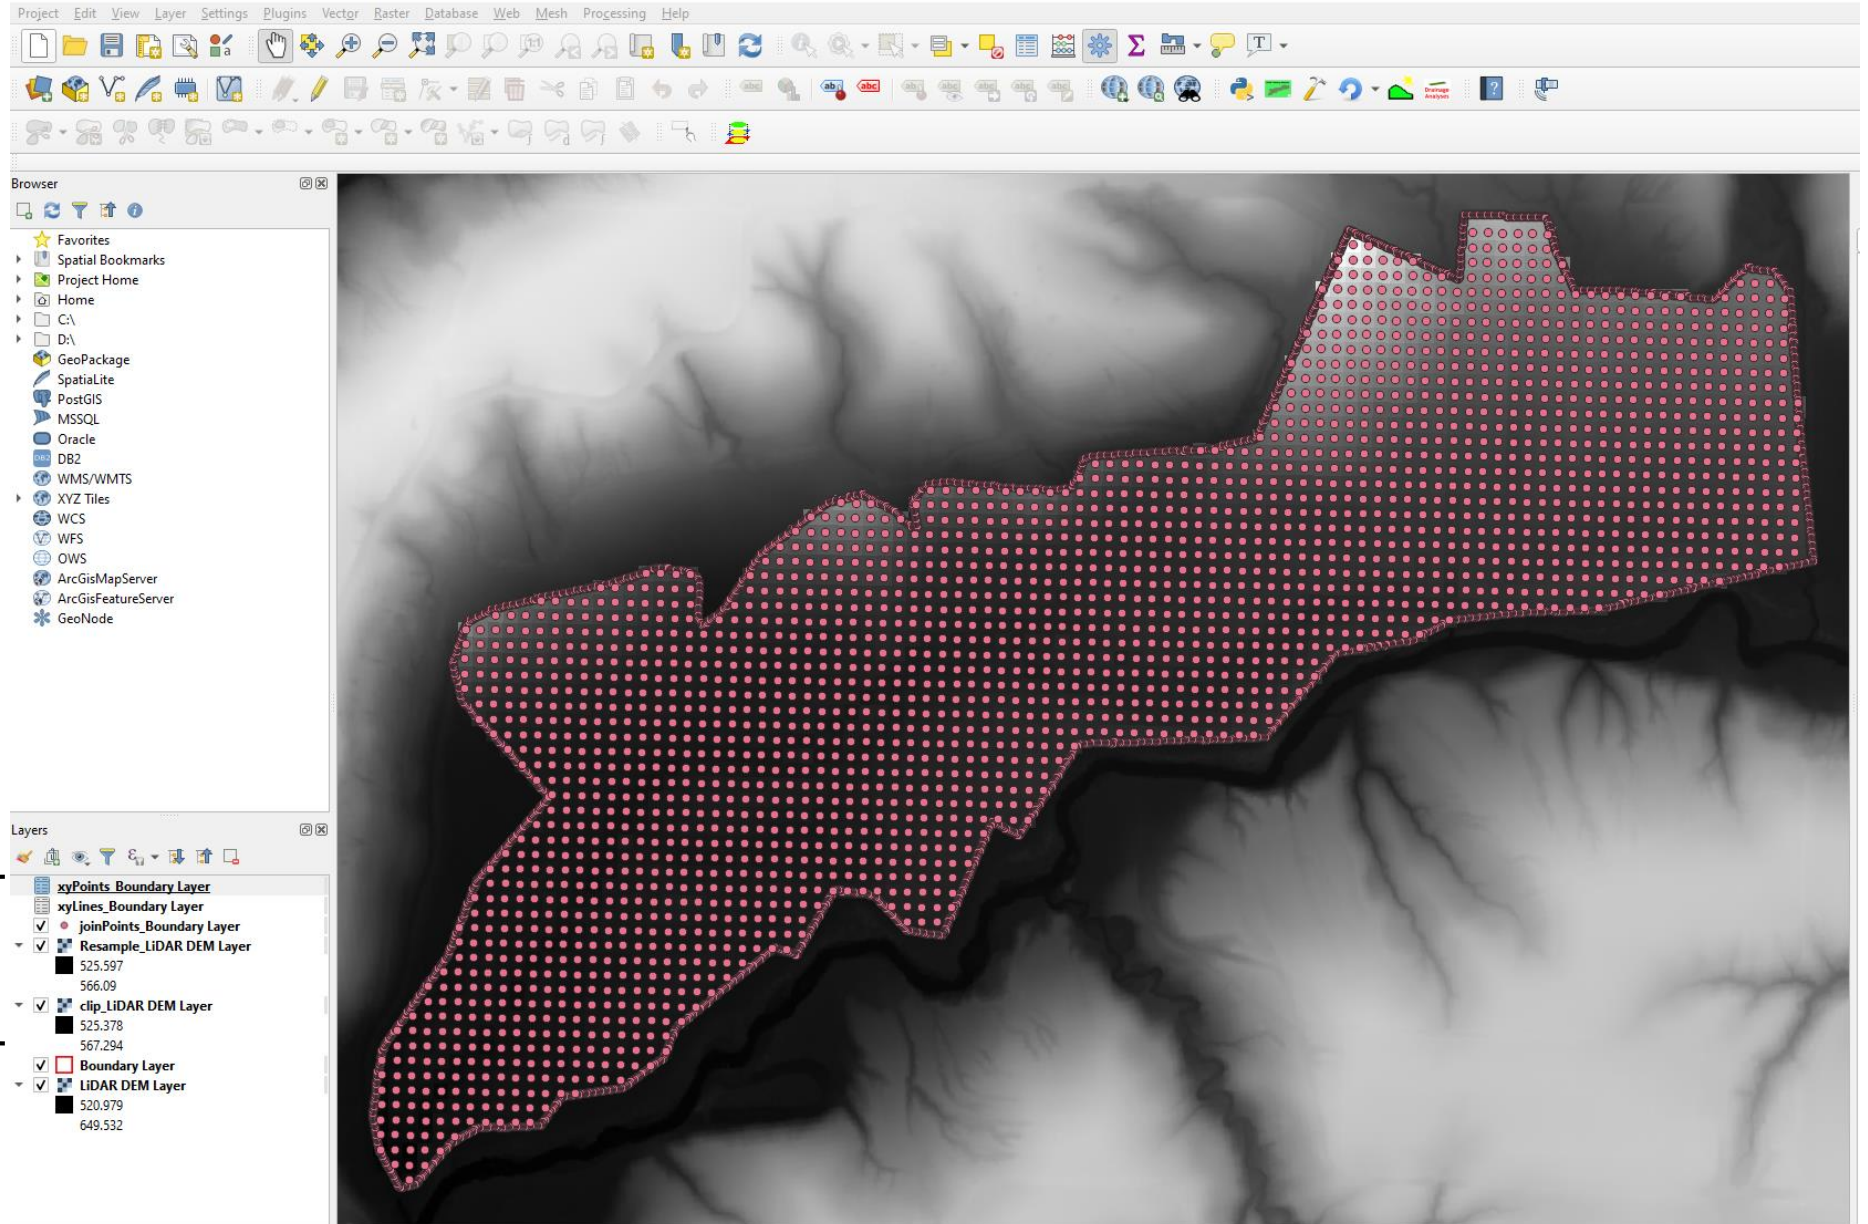 Project Edit View Layer Settings Plugins Vector Raster Database Web Mesh Processing Help
Browser
Favorites
Spatial Bookmarks
Project Home
Home
C:\
D:\
GeoPackage
SpatiaLite
PostGIS
MSSQL
Oracle
DB2
WMS/WMTS
XYZ Tiles
WCS
WFS
OWS
ArcGisMapServer
ArcGisFeatureServer
GeoNode
Layers
xyPoints_Boundary Layer
xyLines_Boundary Layer
joinPoints_Boundary Layer
Resample_LiDAR DEM Layer
525.597
566.09
clip_LiDAR DEM Layer
525.378
567.294
Boundary Layer
LiDAR DEM Layer
520.979
649.532